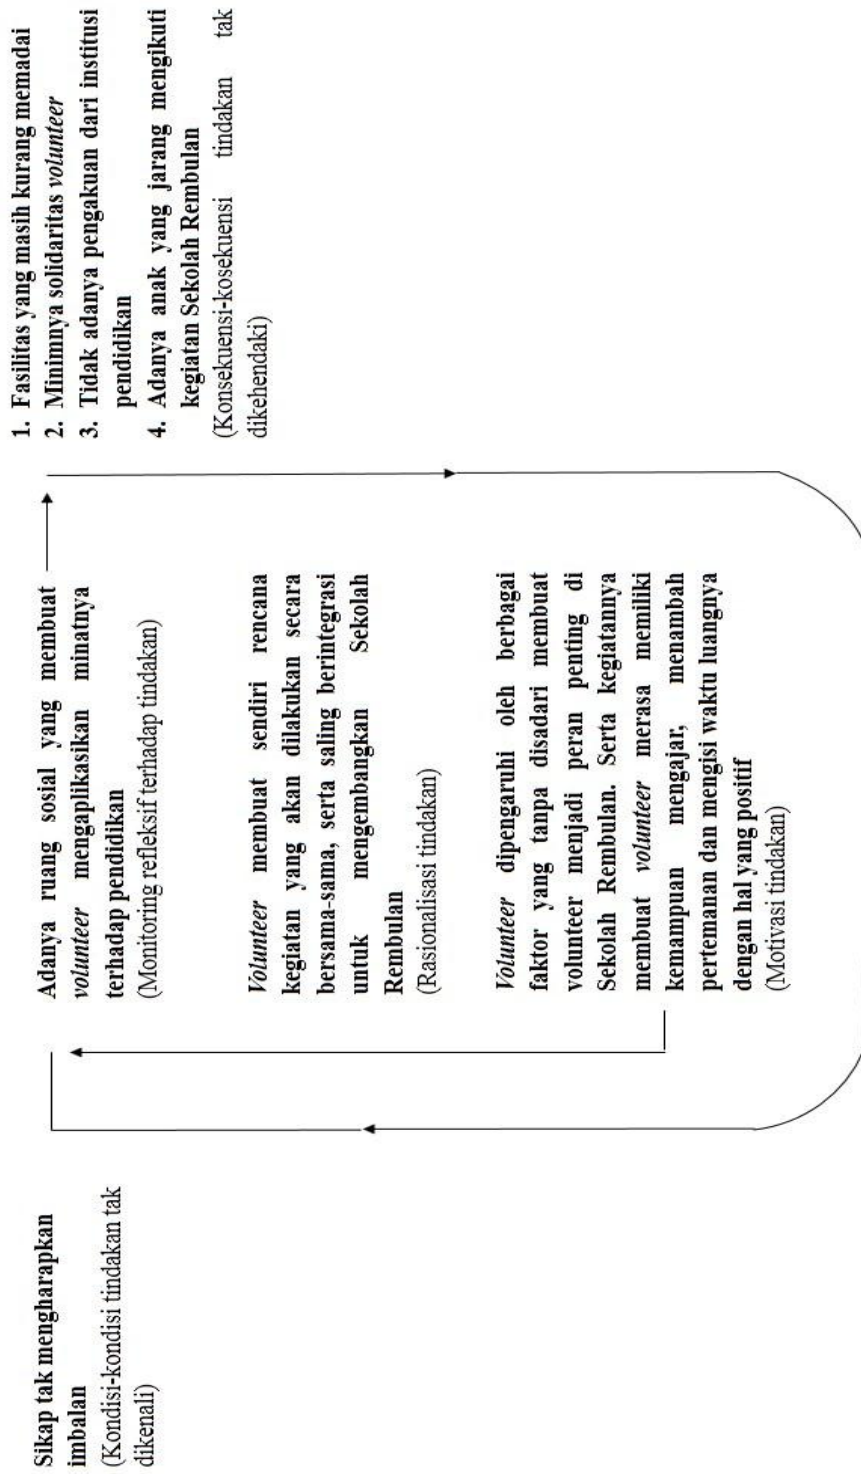 Sikap tak mengharapkan
imbalan
(Kondisi-kondisi tindakan tak
dikenali)
Adanya ruang sosial yang membuat
volunteer mengaplikasikan minatnya
terhadap pendidikan
(Monitoring refleksif terhadap tindakan)
Volunteer membuat sendiri rencana
kegiatan yang akan dilakukan secara
bersama-sama, serta saling berintegrasi
untuk mengembangkan Sekolah
Rembulan
(Rasionalisasi tindakan)
Volunteer dipengaruhi oleh berbagai
faktor yang tanpa disadari membuat
volunteer menjadi peran penting di
Sekolah Rembulan. Serta kegiatannya
membuat volunteer merasa memiliki
kemampuan mengajar, menambah
pertemanan dan mengisi waktu luangnya
dengan hal yang positif
(Motivasi tindakan)
1. Fasilitas yang masih kurang memadai
2. Minimnya solidaritas volunteer
3. Tidak adanya pengakuan dari institusi
pendidikan
4. Adanya anak yang jarang mengikuti
kegiatan Sekolah Rembulan
(Konsekuensi-kosekuensi tindakan tak
dikehendaki)